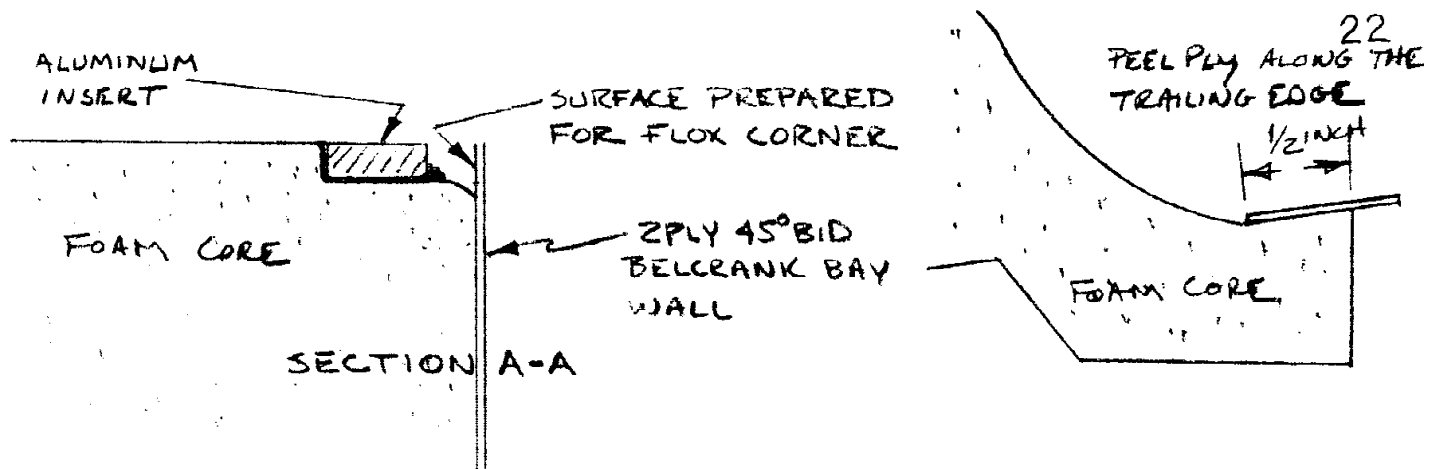 ALUMINUM
INSERT
SURFACE PREPARED
FOR FLOX CORNER
FOAM CORE
2PLY 45° BID
BELCRANK BAY
WALL
SECTION A-A
22
PEEL PLY ALONG THE
TRAILING EDGE
1/2 INCH
FOAM CORE